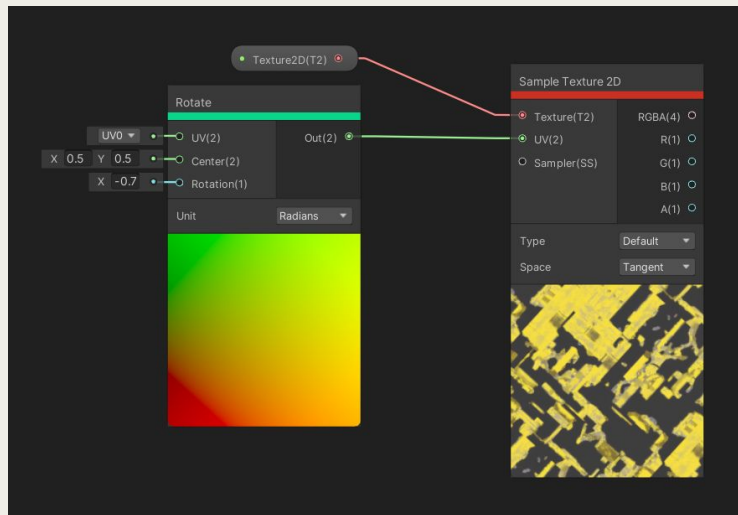 Texture2D(T2)
Rotate
UV0
UV(2)
Out(2)
X 0.5 Y 0.5
Center(2)
X -0.7
Rotation(1)
Unit
Radians
Sample Texture 2D
Texture(T2)
RGBA(4)
UV(2)
R(1)
Sampler(SS)
G(1)
B(1)
A(1)
Type
Default
Space
Tangent